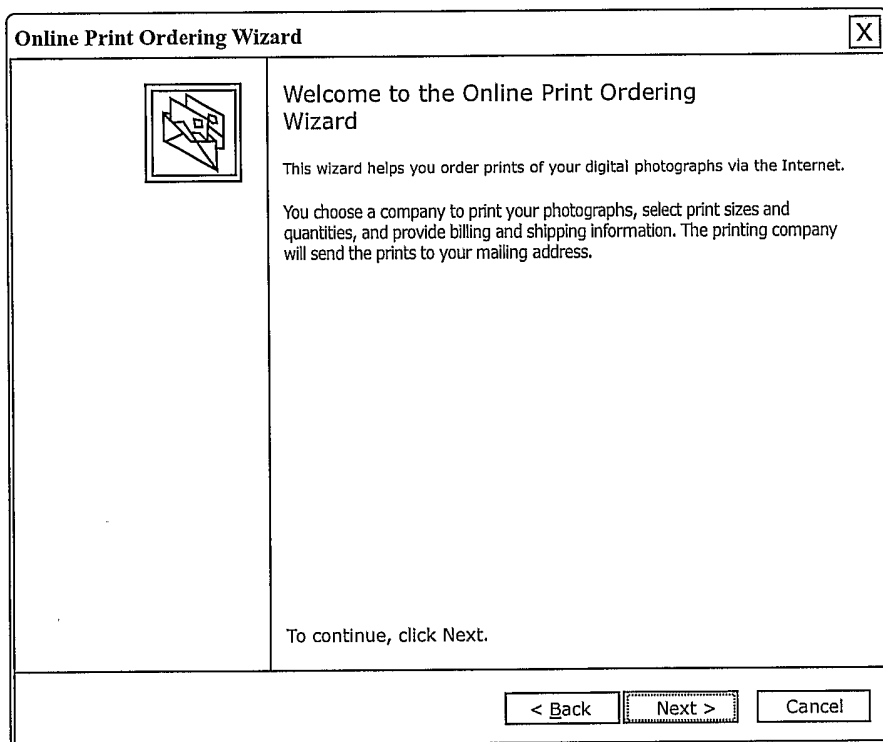 Online Print Ordering Wizard
X
Welcome to the Online Print Ordering
Wizard
This wizard helps you order prints of your digital photographs via the Internet.
You choose a company to print your photographs, select print sizes and
quantities, and provide billing and shipping information. The printing company
will send the prints to your mailing address.
To continue, click Next.
< Back
Next >
Cancel